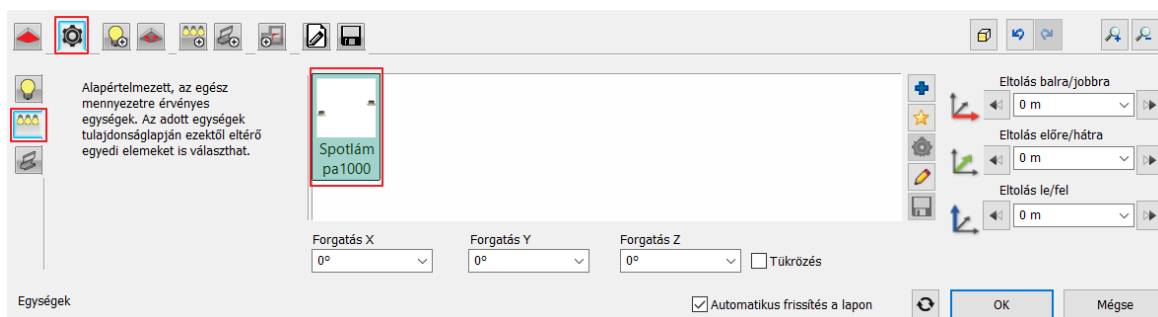 Alapértelmezett, az egész
mennyezetre érvényes
egységek. Az adott egységek
tulajdonságlapján ezektől eltérő
egyedi elemeket is választhat.
Spotlám
pa1000
Eltolás balra/jobbra
0 m
Eltolás előre/hátra
0 m
Eltolás le/fel
0 m
Forgatás X
Forgatás Y
Forgatás Z
0°
0°
0°
Tükrözés
Egységek
Automatikus frissítés a lapon
OK
Mégse